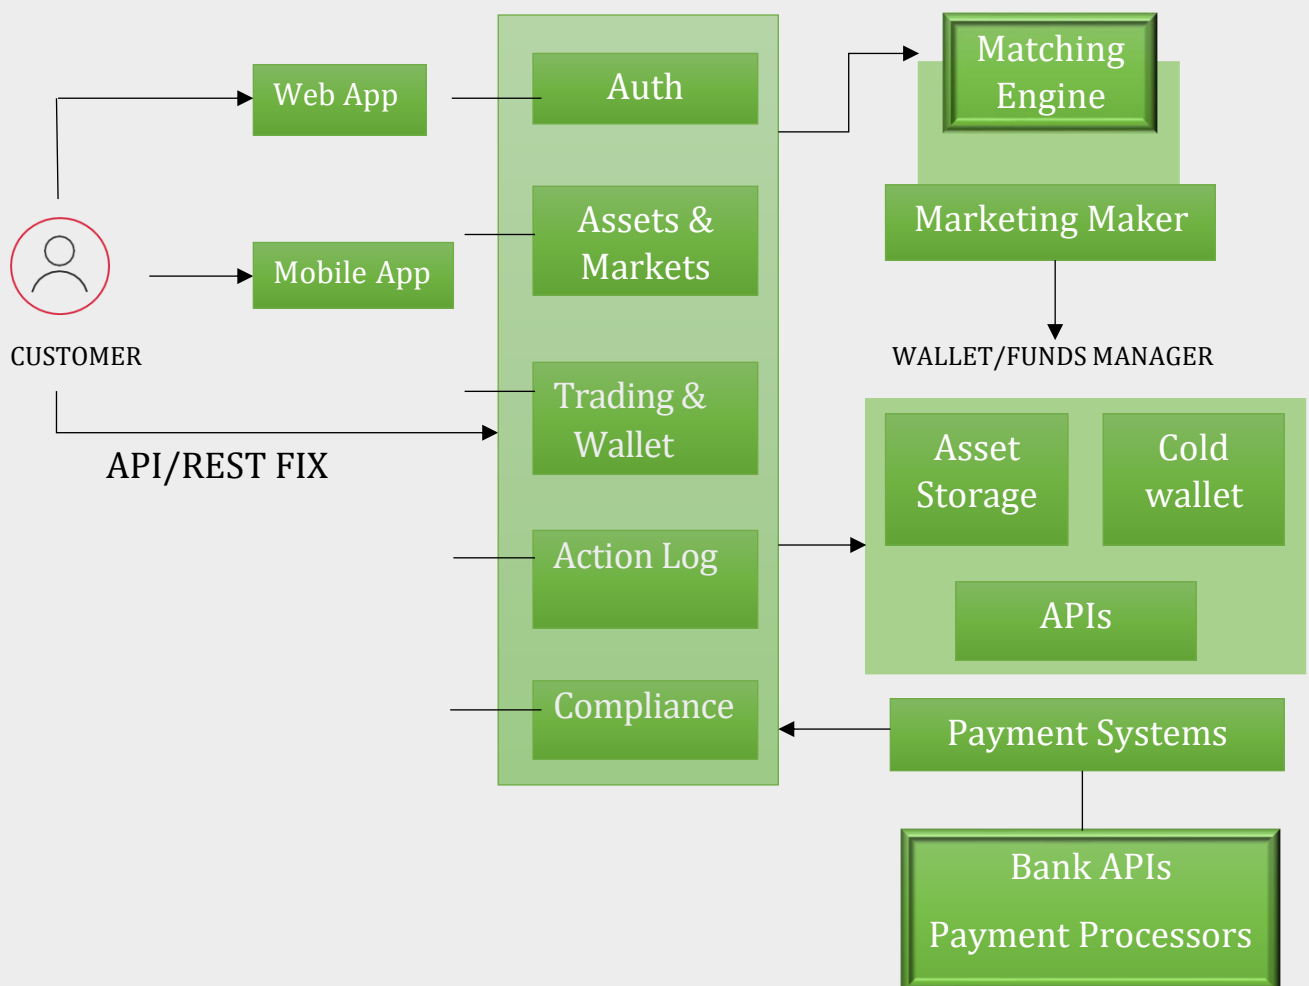 Web App
Mobile App
CUSTOMER
API/REST FIX
Auth
Assets &
Markets
Trading &
Wallet
Action Log
Compliance
Matching
Engine
Marketing Maker
WALLET/FUNDS MANAGER
Asset
Storage
Cold
wallet
APIs
Payment Systems
Bank APIs
Payment Processors